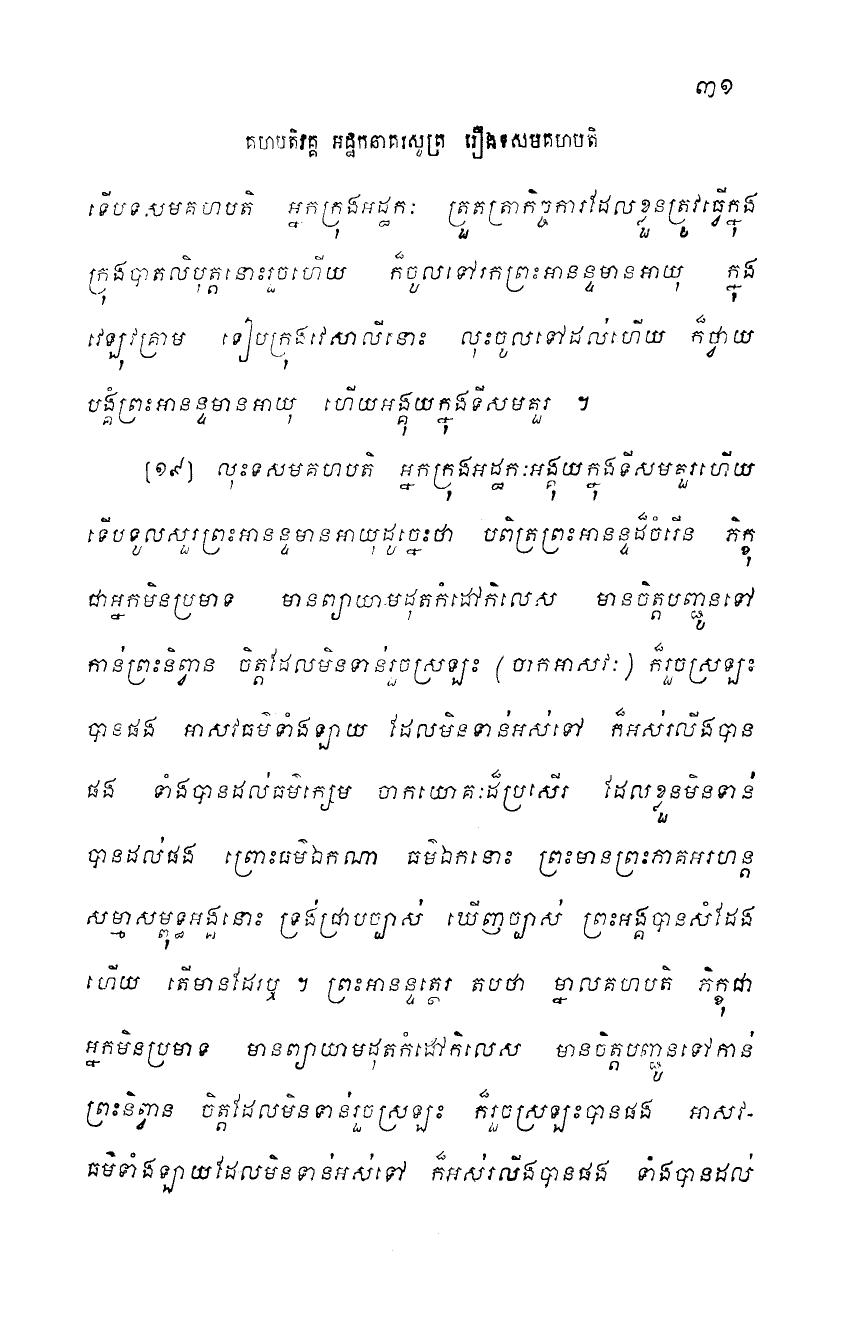 ៣១
គហបតិវគ្គ អដ្ឋកនាគរសូត្រ រឿងទសមគហបតិ
ទើបទសមគហបតិ អ្នកក្រុងអដ្ឋកៈ ត្រួតត្រាកិច្ចការដែលខ្លួនត្រូវធ្វើក្នុង
ក្រុងបាតលិបុត្តនោះរួចហើយ ក៏ចូលទៅរកព្រះអានន្ទមានអាយុ ក្នុង
វេឡុវគ្រាម ទៀបក្រុងវេសាលីនោះ លុះចូលទៅដល់ហើយ ក៏ថ្វាយ
បង្គំព្រះអានន្ទមានអាយុ ហើយអង្គុយក្នុងទីសមគួរ ។
[១៩] លុះទសមគហបតិ អ្នកក្រុងអដ្ឋកៈអង្គុយក្នុងទីសមគួរហើយ
ទើបទូលសួរព្រះអានន្ទមានអាយុដូច្នេះថា បពិត្រព្រះអានន្ទដ៏ចំរើន ភិក្ខុ
ជាអ្នកមិនប្រមាទ មានព្យាយាមដុតកំដៅកិលេស មានចិត្តបញ្ជូនទៅ
កាន់ព្រះនិព្វាន ចិត្តដែលមិនទាន់រួចស្រឡះ (ចាកអាសវៈ) ក៏រួចស្រឡះ
បានផង អាសវធម៌ទាំងឡាយ ដែលមិនទាន់អស់ទៅ ក៏អស់រលីងបាន
ផង ទាំងបានដល់ធម៌ក្សេម ចាកយោគៈដ៏ប្រសើរ ដែលខ្លួនមិនទាន់
បានដល់ផង ព្រោះធម៌ឯកណា ធម៌ឯកនោះ ព្រះមានព្រះភាគអរហន្ត
សម្មាសម្ពុទ្ធអង្គនោះ ទ្រង់ជ្រាបច្បាស់ ឃើញច្បាស់ ព្រះអង្គបានសំដែង
ហើយ តើមានដែរឬ ។ ព្រះអានន្ទត្ថេរ តបថា ម្នាលគហបតិ ភិក្ខុជា
អ្នកមិនប្រមាទ មានព្យាយាមដុតកំដៅកិលេស មានចិត្តបញ្ជូនទៅកាន់
ព្រះនិព្វាន ចិត្តដែលមិនទាន់រួចស្រឡះ ក៏រួចស្រឡះបានផង អាសវ-
ធម៌ទាំងឡាយដែលមិនទាន់អស់ទៅ ក៏អស់រលីងបានផង ទាំងបានដល់